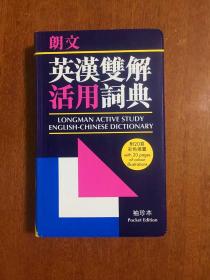 朗文
英漢雙解
活用詞典
LONGMAN ACTIVE STUDY
ENGLISH-CHINESE DICTIONARY
附20頁
彩色插圖
with 20 pages
of colour
illustrations
袖珍本
Pocket Edition